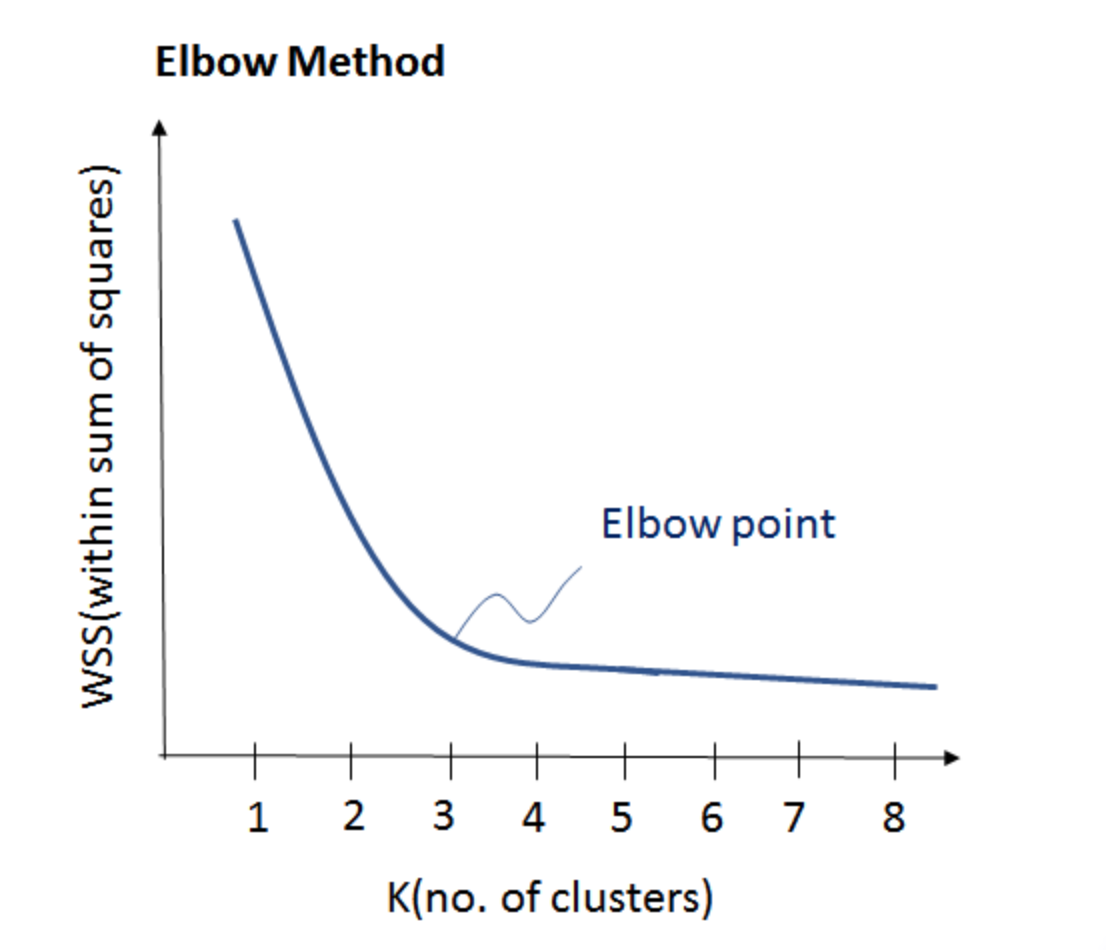 Elbow Method
WSS(within sum of squares)
Elbow point
1 2 3 4 5 6 7 8
K(no. of clusters)